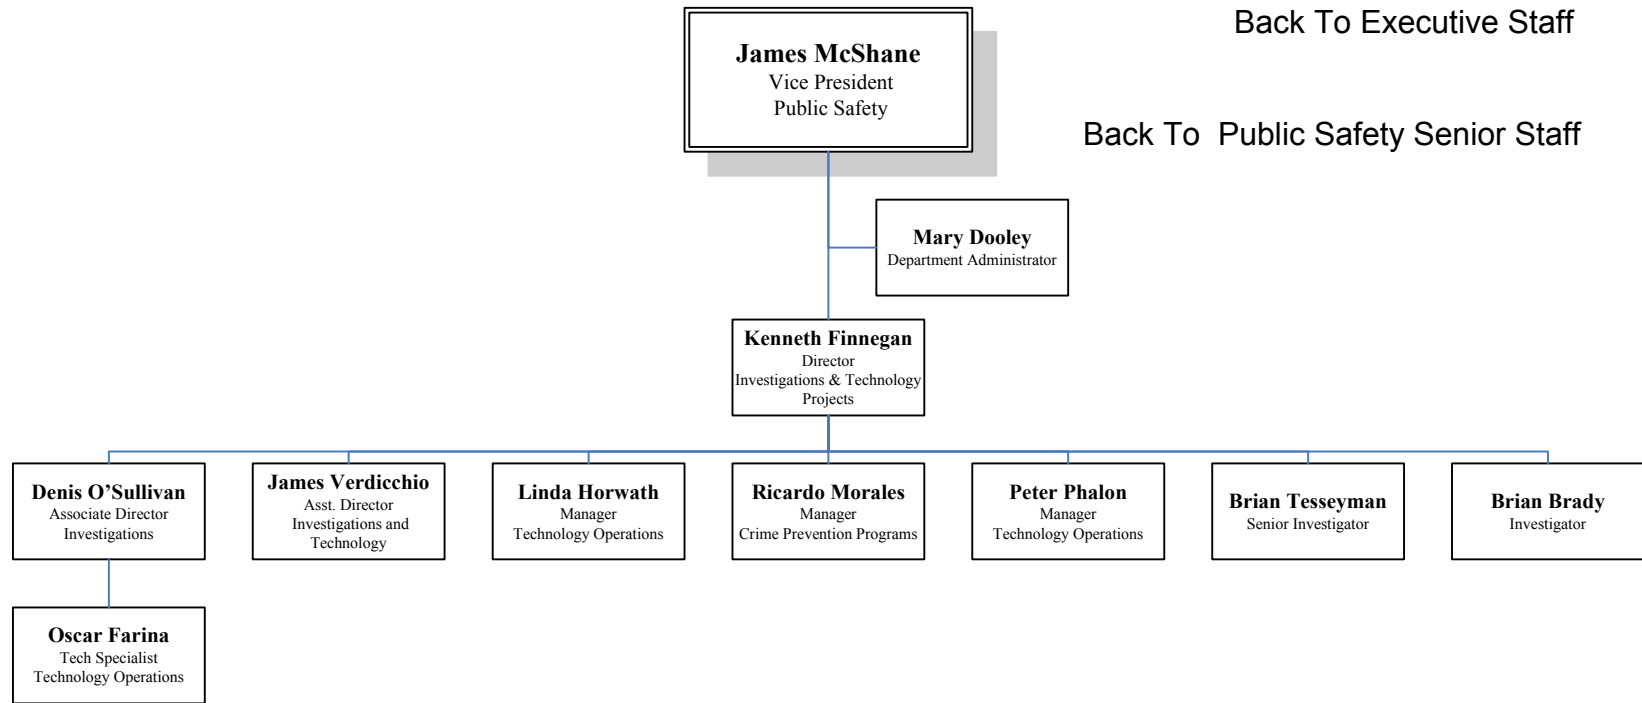 Back To Executive Staff
James McShane
Vice President
Public Safety
Back To  Public Safety Senior Staff
Mary Dooley
Department Administrator
Kenneth Finnegan
Director
Investigations & Technology
Projects
Denis O’Sullivan
Associate Director
Investigations
James Verdicchio
Asst. Director
Investigations and
Technology
Linda Horwath
Manager
Technology Operations
Ricardo Morales
Manager
Crime Prevention Programs
Peter Phalon
Manager
Technology Operations
Brian Tesseyman
Senior Investigator
Brian Brady
Investigator
Oscar Farina
Tech Specialist
Technology Operations